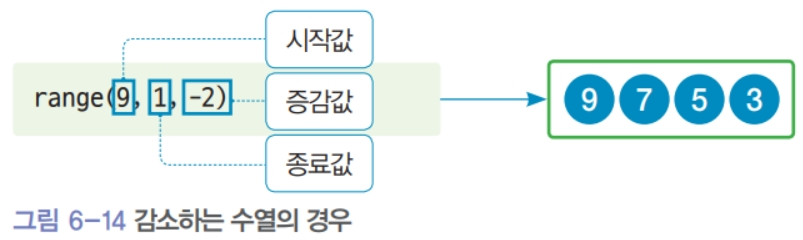 시작값
range(9, 1, -2)
증감값
종료값
9 7 5 3
그림 6-14 감소하는 수열의 경우